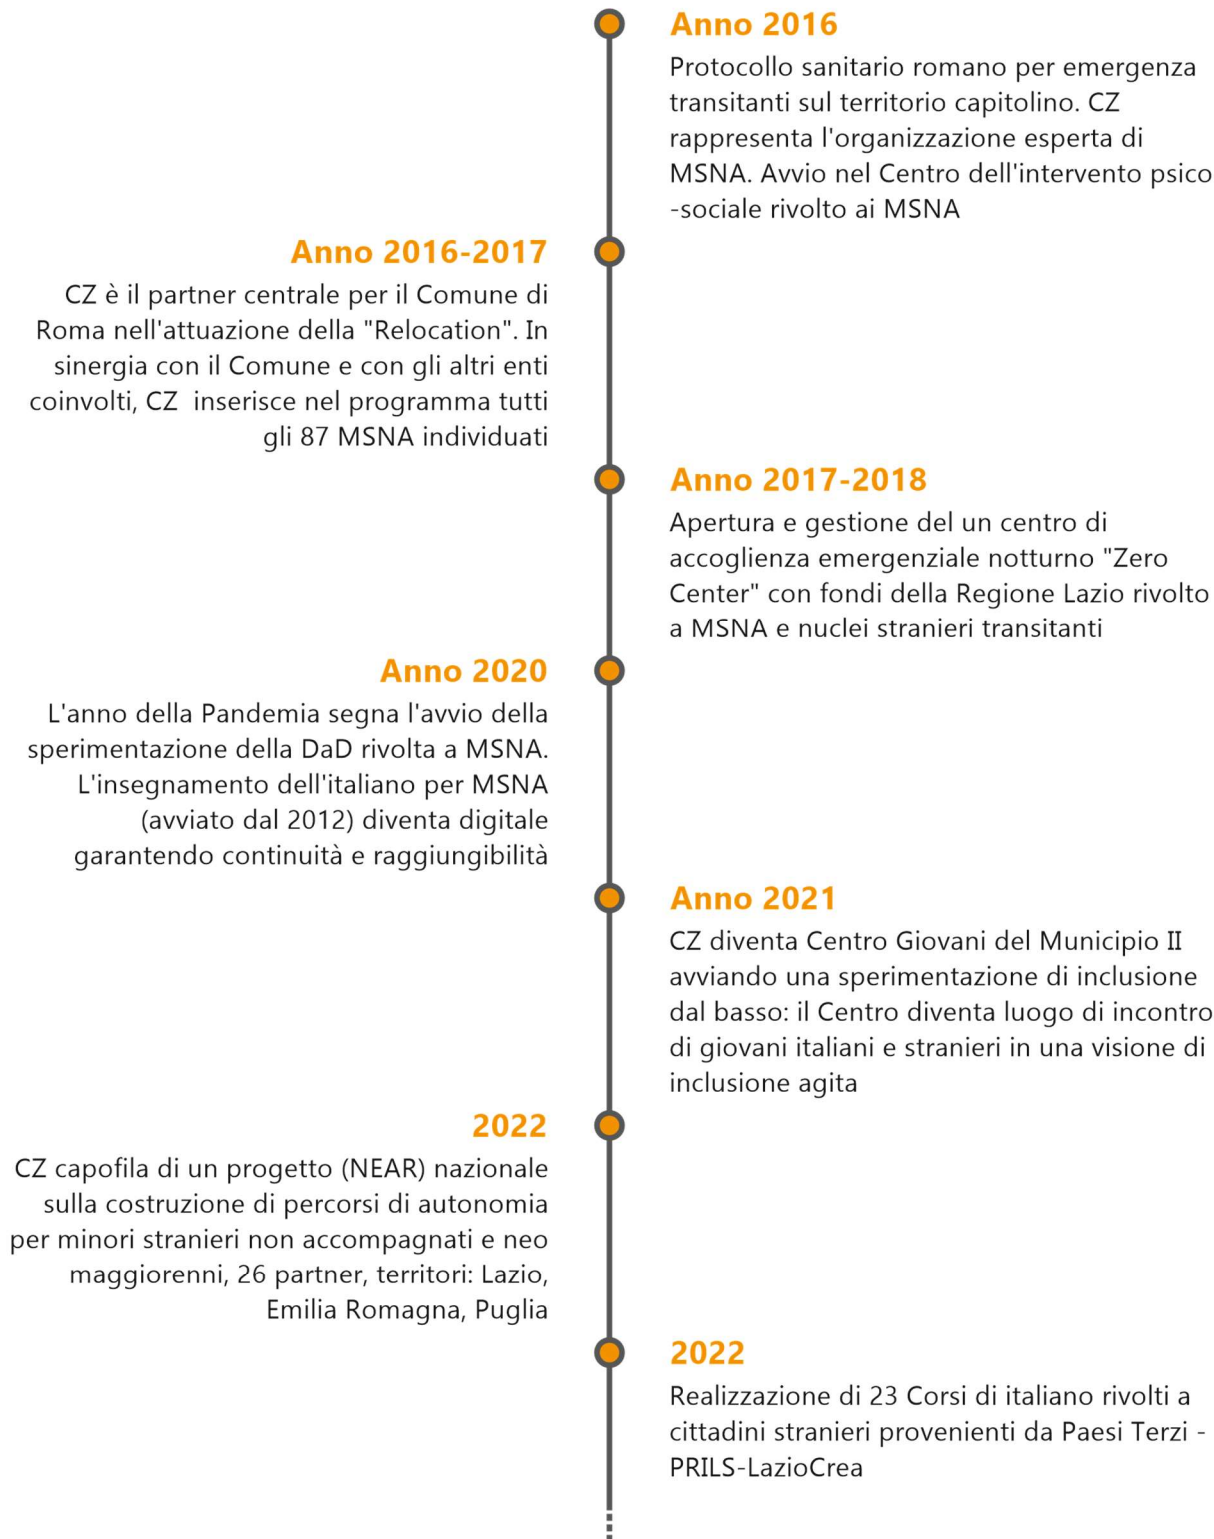 Anno 2016
Protocollo sanitario romano per emergenza
transitanti sul territorio capitolino. CZ
rappresenta l'organizzazione esperta di
MSNA. Avvio nel Centro dell'intervento psico
-sociale rivolto ai MSNA
Anno 2016-2017
CZ è il partner centrale per il Comune di
Roma nell'attuazione della "Relocation". In
sinergia con il Comune e con gli altri enti
coinvolti, CZ  inserisce nel programma tutti
gli 87 MSNA individuati
Anno 2017-2018
Apertura e gestione del un centro di
accoglienza emergenziale notturno "Zero
Center" con fondi della Regione Lazio rivolto
a MSNA e nuclei stranieri transitanti
Anno 2020
L'anno della Pandemia segna l'avvio della
sperimentazione della DaD rivolta a MSNA.
L'insegnamento dell'italiano per MSNA
(avviato dal 2012) diventa digitale
garantendo continuità e raggiungibilità
Anno 2021
CZ diventa Centro Giovani del Municipio II
avviando una sperimentazione di inclusione
dal basso: il Centro diventa luogo di incontro
di giovani italiani e stranieri in una visione di
inclusione agita
2022
CZ capofila di un progetto (NEAR) nazionale
sulla costruzione di percorsi di autonomia
per minori stranieri non accompagnati e neo
maggiorenni, 26 partner, territori: Lazio,
Emilia Romagna, Puglia
2022
Realizzazione di 23 Corsi di italiano rivolti a
cittadini stranieri provenienti da Paesi Terzi -
PRILS-LazioCrea